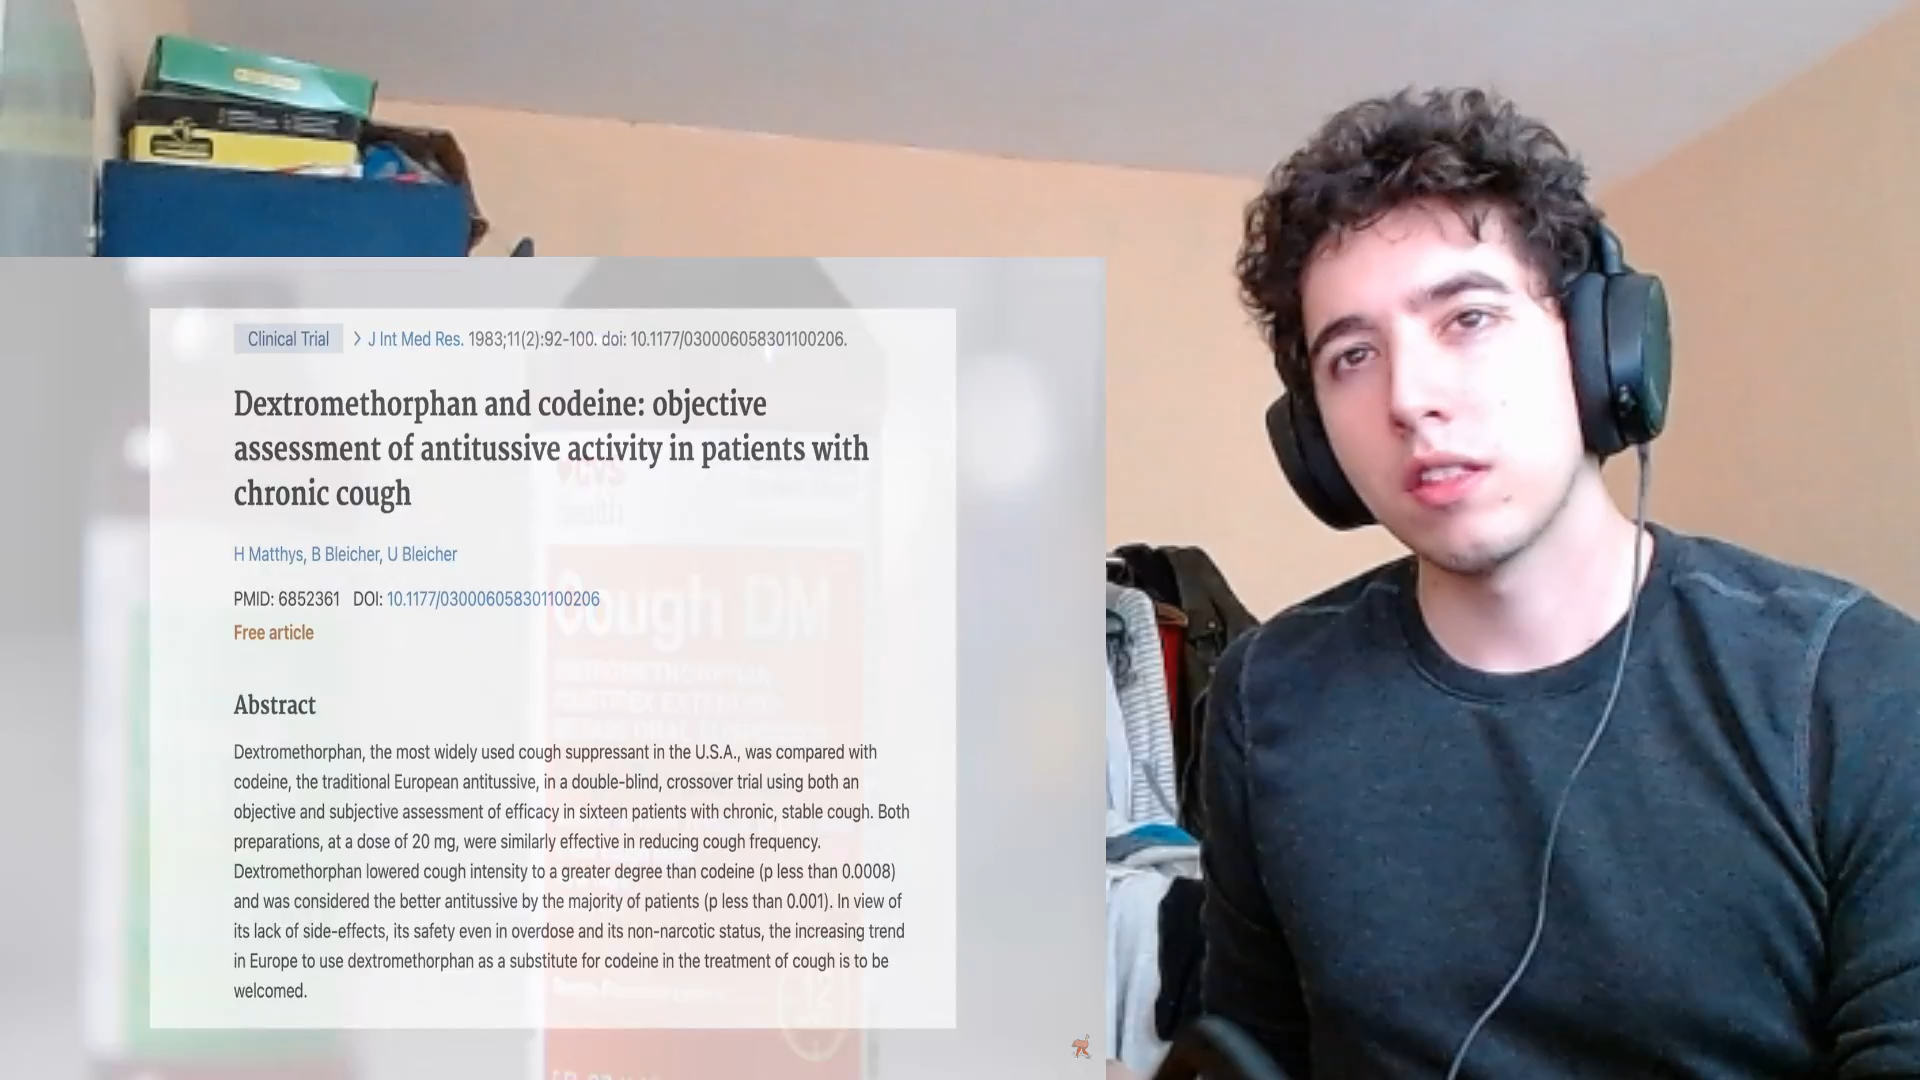 Clinical Trial > J Int Med Res. 1983;11(2):92-100. doi: 10.1177/030006058301100206.
Dextromethorphan and codeine: objective
assessment of antitussive activity in patients with
chronic cough
H Matthys, B Bleicher, U Bleicher
PMID: 6852361 DOI: 10.1177/030006058301100206
Free article
Cough DM
Abstract
Dextromethorphan, the most widely used cough suppressant in the U.S.A., was compared with
codeine, the traditional European antitussive, in a double-blind, crossover trial using both an
objective and subjective assessment of efficacy in sixteen patients with chronic, stable cough. Both
preparations, at a dose of 20 mg, were similarly effective in reducing cough frequency.
Dextromethorphan lowered cough intensity to a greater degree than codeine (p less than 0.0008)
and was considered the better antitussive by the majority of patients (p less than 0.001). In view of
its lack of side-effects, its safety even in overdose and its non-narcotic status, the increasing trend
in Europe to use dextromethorphan as a substitute for codeine in the treatment of cough is to be
welcomed.